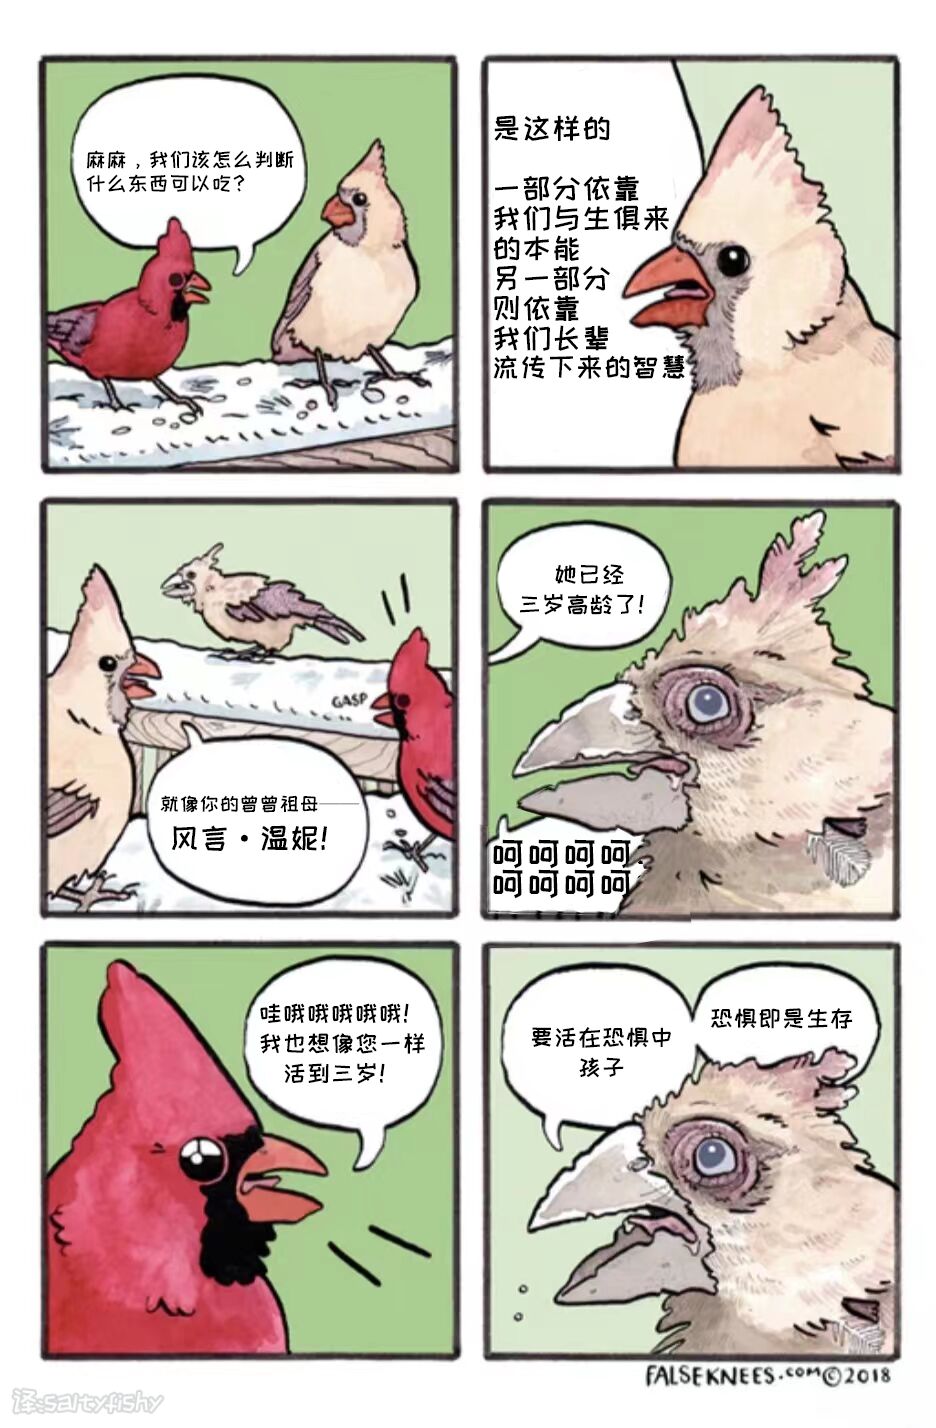 麻麻，我们该怎么判断
什么东西可以吃？
是这样的
一部分依靠
我们与生俱来
的本能
另一部分
则依靠
我们长辈
流传下来的智慧
GASP
就像你的曾曾祖母——
风言·温妮！
她已经
三岁高龄了！
呵呵呵呵
呵呵呵呵
哇哦哦哦哦哦！
我也想像您一样
活到三岁！
要活在恐惧中
孩子
恐惧即是生存
FALSEKNEES.COM©2018
译:saltyfishy